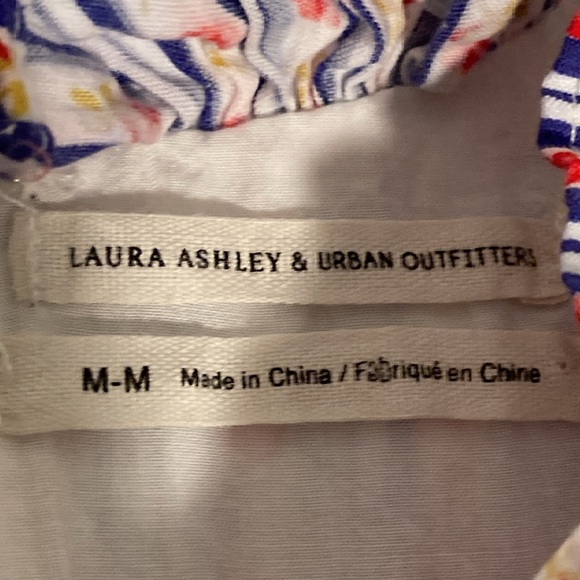 LAURA ASHLEY & URBAN OUTFITTERS
M-M Made in China / Fabriqué en Chine